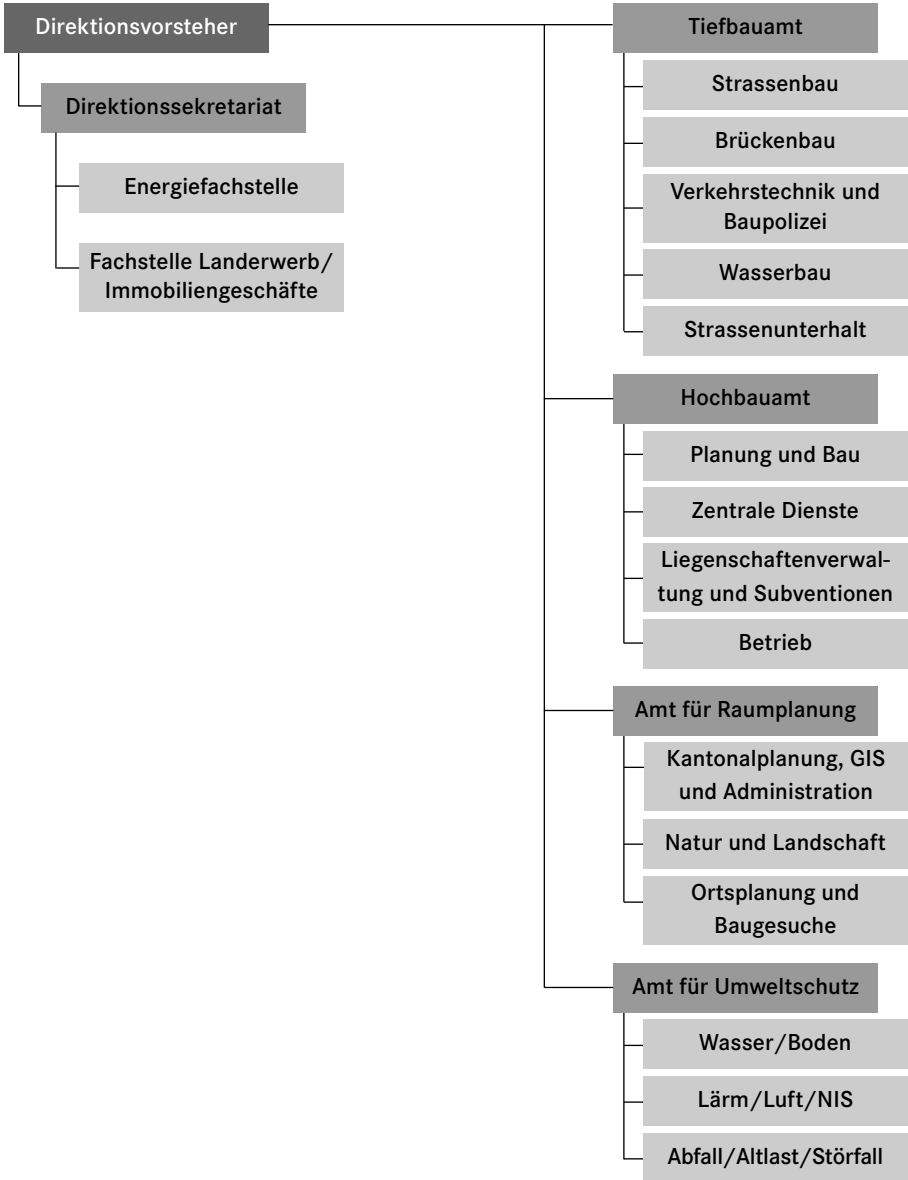 Direktionsvorsteher
Direktionssekretariat
Energiefachstelle
Fachstelle Landerwerb/
Immobiliengeschäfte
Tiefbauamt
Strassenbau
Brückenbau
Verkehrstechnik und
Baupolizei
Wasserbau
Strassenunterhalt
Hochbauamt
Planung und Bau
Zentrale Dienste
Liegenschaftenverwal-
tung und Subventionen
Betrieb
Amt für Raumplanung
Kantonalplanung, GIS
und Administration
Natur und Landschaft
Ortsplanung und
Baugesuche
Amt für Umweltschutz
Wasser/Boden
Lärm/Luft/NIS
Abfall/Altlast/Störfall